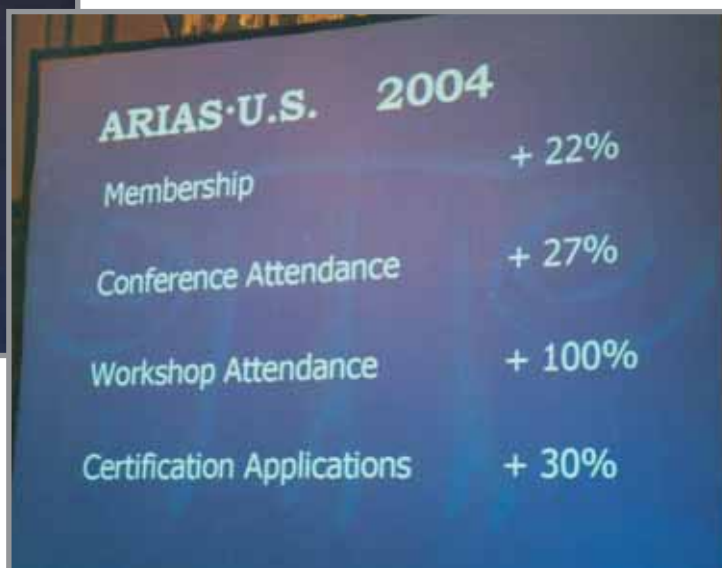 ARIAS·U.S. 2004
Membership + 22%
Conference Attendance + 27%
Workshop Attendance + 100%
Certification Applications + 30%